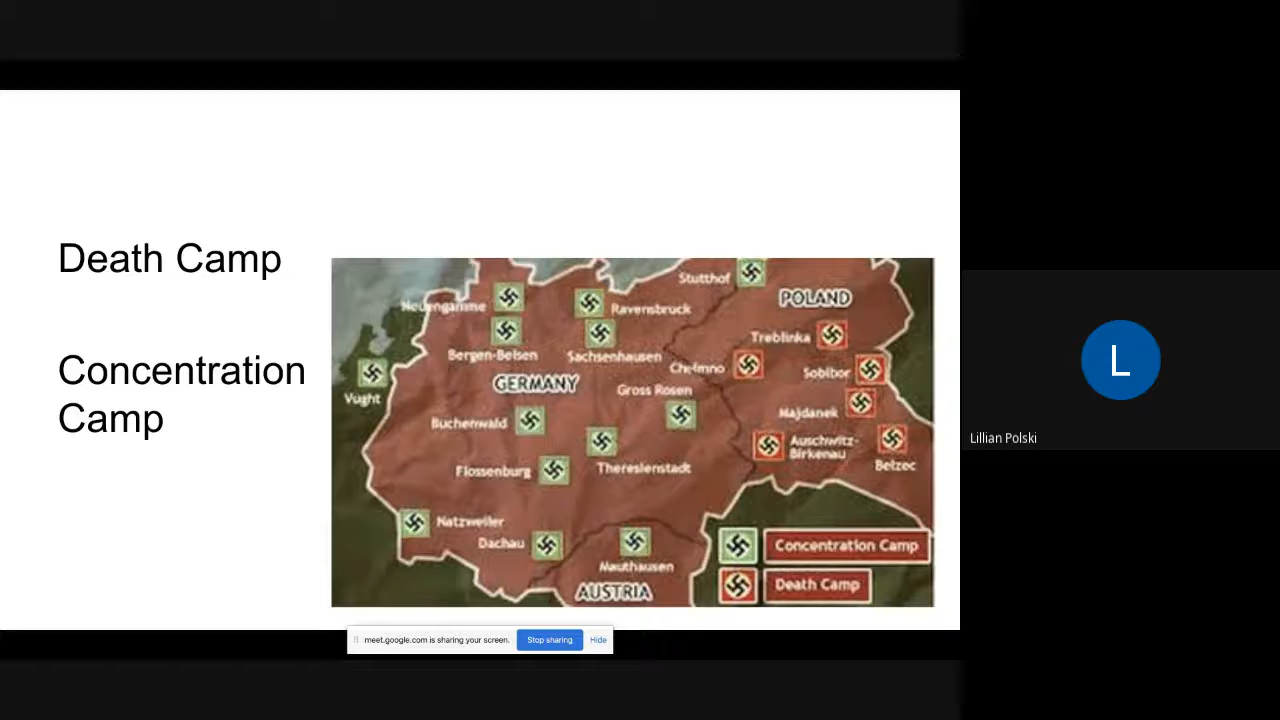 Death Camp
Concentration
Camp
Stutthof
POLAND
Neuengamme
Ravensbruck
Treblinka
Bergen-Belsen
Sachsenhausen
Chelmno
Sobibor
GERMANY
Gross Rosen
Vught
Majdanek
Buchenwald
Auschwitz-
Birkenau
Belzec
Flossenburg
Theresienstadt
Natzweiler
Dachau
Mauthausen
AUSTRIA
Concentration Camp
Death Camp
meet.google.com is sharing your screen.
Stop sharing
Hide
L
Lillian Polski